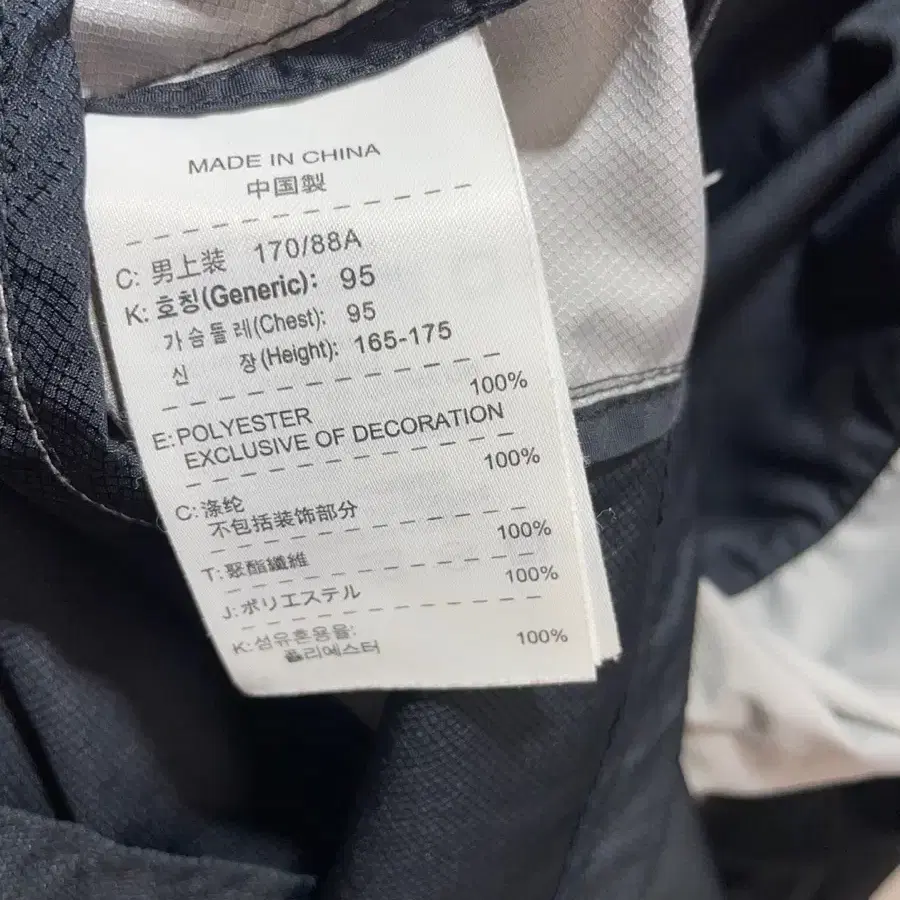 MADE IN CHINA
中国製
C: 男上装 170/88A
K: 호칭(Generic): 95
가슴둘레(Chest): 95
신 장(Height): 165-175
100%
E: POLYESTER
EXCLUSIVE OF DECORATION
100%
C: 涤纶
不包括装饰部分
100%
T: 聚酯纖維
100%
J: ポリエステル
K: 섬유혼용율:
폴리에스터 100%